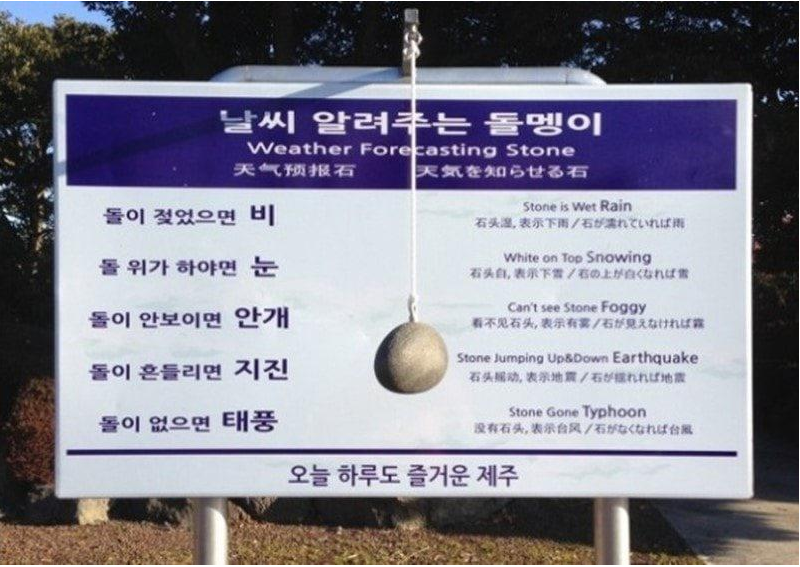 날씨 알려주는 돌멩이
Weather Forecasting Stone
天气预报石 天気を知らせる石
돌이 젖었으면 비
Stone is Wet Rain
石头湿, 表示下雨 / 石が濡れていれば雨
돌 위가 하야면 눈
White on Top Snowing
石头白, 表示下雪 / 石の上が白くなれば雪
돌이 안보이면 안개
Can't see Stone Foggy
看不见石头, 表示有雾 / 石が見えなければ霧
돌이 흔들리면 지진
Stone Jumping Up&Down Earthquake
石头摇动, 表示地震 / 石が揺れれば地震
돌이 없으면 태풍
Stone Gone Typhoon
没有石头, 表示台风 / 石がなくなれば台風
오늘 하루도 즐거운 제주